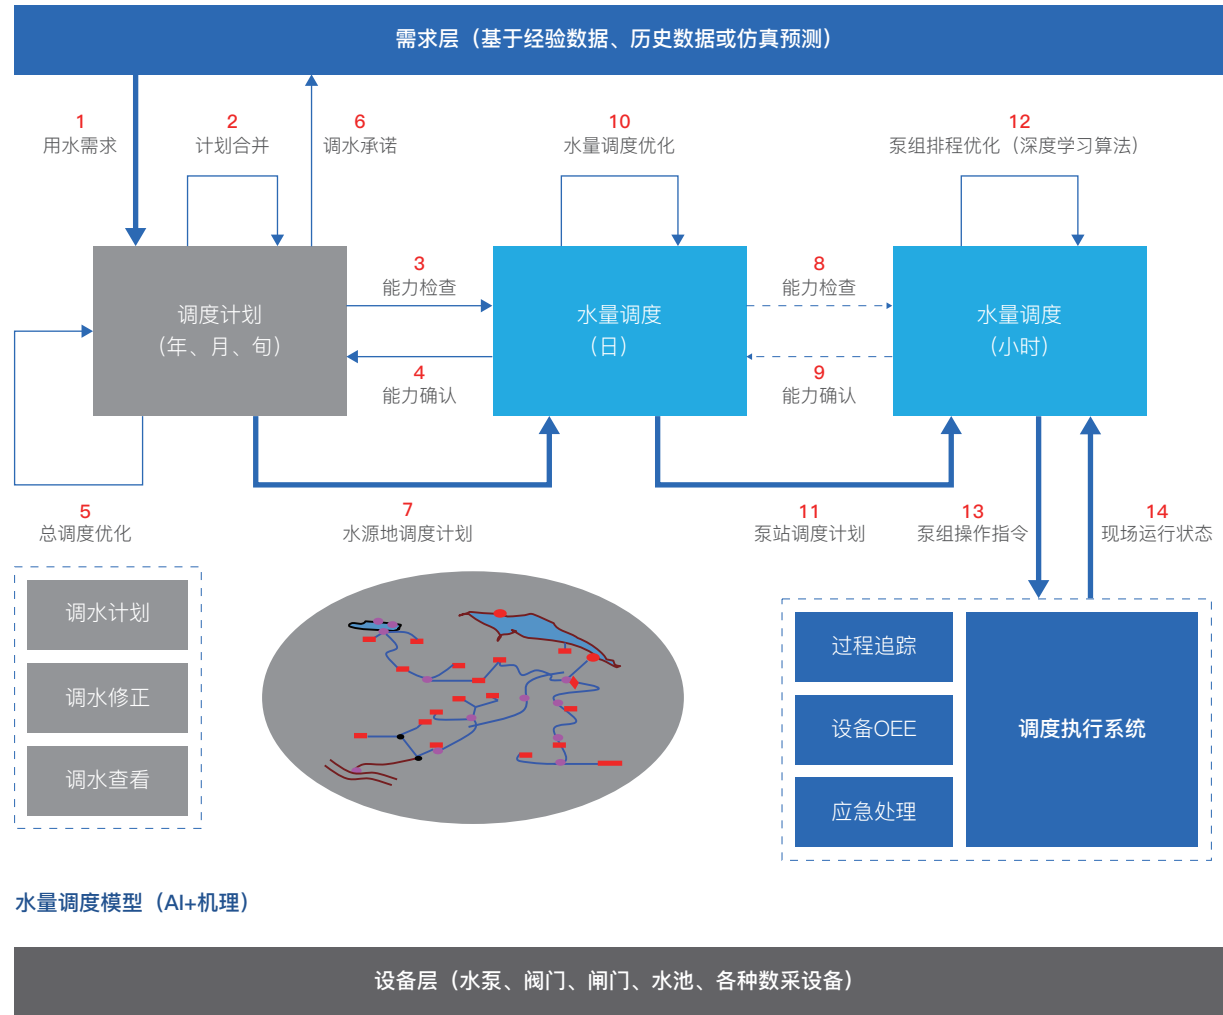 需求层（基于经验数据、历史数据或仿真预测）
1
用水需求
2
计划合并
6
调水承诺
10
水量调度优化
12
泵组排程优化（深度学习算法）
调度计划
（年、月、旬）
3
能力检查
4
能力确认
水量调度
（日）
8
能力检查
9
能力确认
水量调度
（小时）
5
总调度优化
7
水源地调度计划
11
泵站调度计划
13
泵组操作指令
14
现场运行状态
调水计划
调水修正
调水查看
过程追踪
设备OEE
应急处理
调度执行系统
水量调度模型（AI+机理）
设备层（水泵、阀门、闸门、水池、各种数采设备）